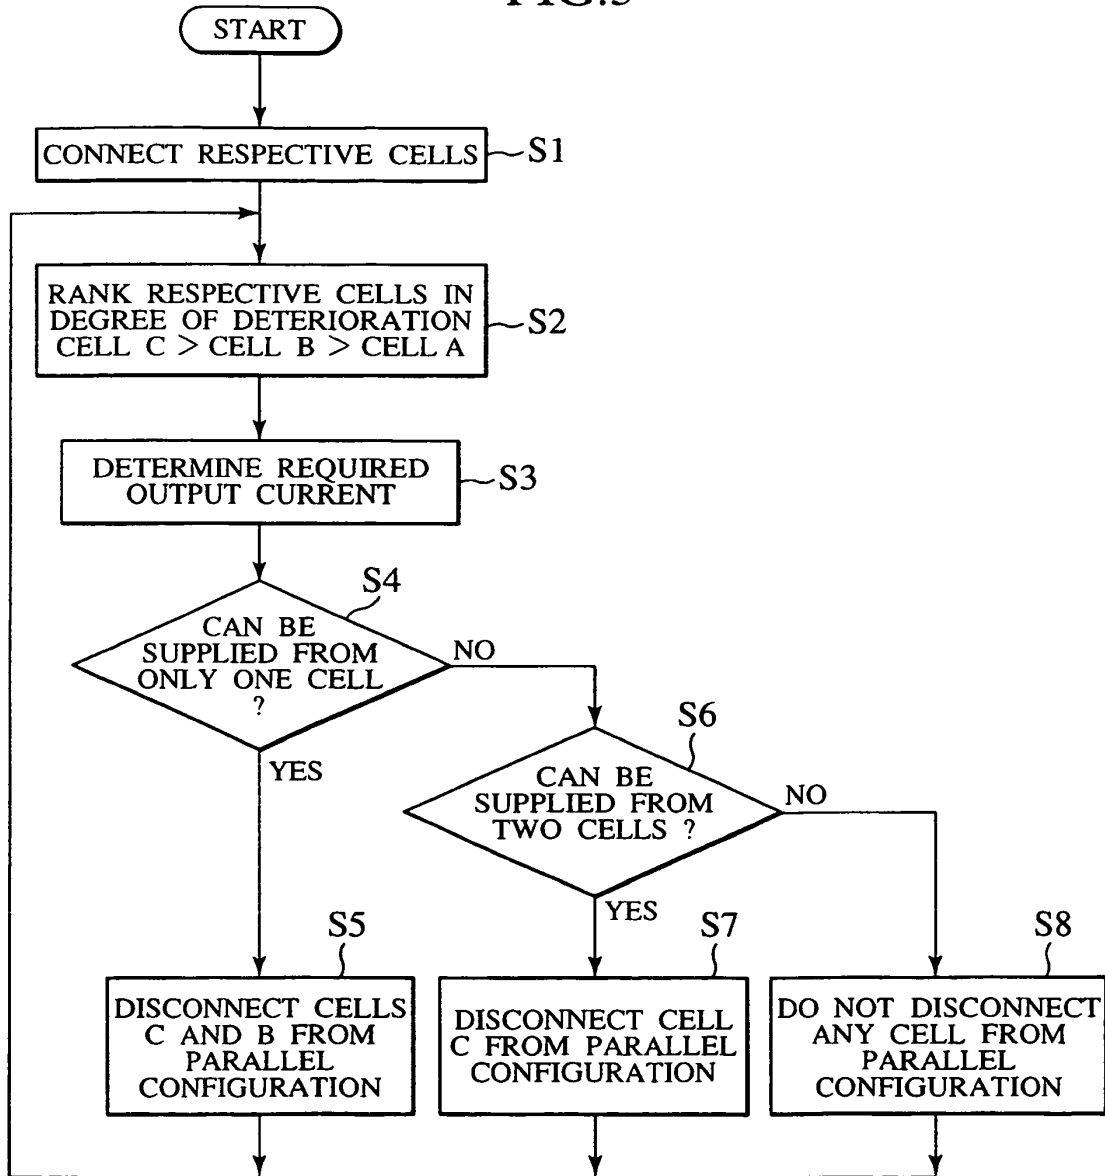 FIG.5
START
CONNECT RESPECTIVE CELLS
S1
RANK RESPECTIVE CELLS IN
DEGREE OF DETERIORATION
CELL C > CELL B > CELL A
S2
DETERMINE REQUIRED
OUTPUT CURRENT
S3
S4
CAN BE
SUPPLIED FROM
ONLY ONE CELL
?
NO
YES
S6
CAN BE
SUPPLIED FROM
TWO CELLS ?
NO
YES
S5
DISCONNECT CELLS
C AND B FROM
PARALLEL
CONFIGURATION
S7
DISCONNECT CELL
C FROM PARALLEL
CONFIGURATION
S8
DO NOT DISCONNECT
ANY CELL FROM
PARALLEL
CONFIGURATION